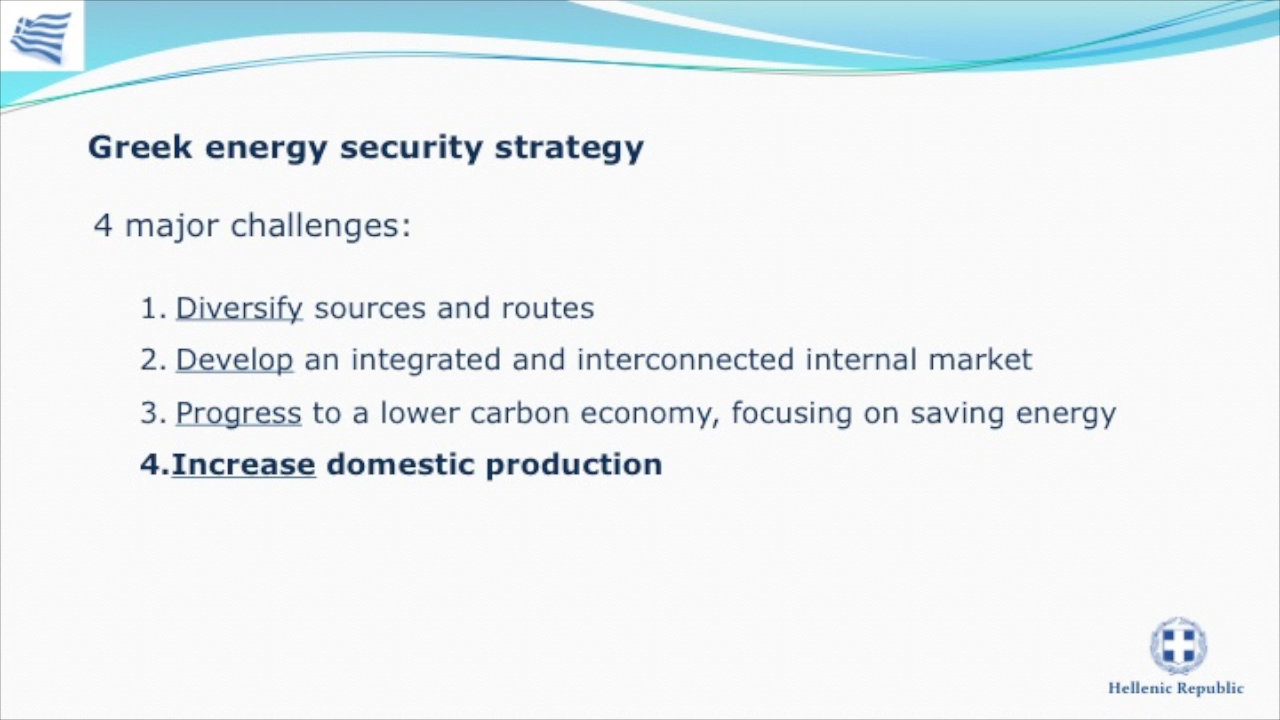 Greek energy security strategy
4 major challenges:
1. Diversify sources and routes
2. Develop an integrated and interconnected internal market
3. Progress to a lower carbon economy, focusing on saving energy
4.Increase domestic production
Hellenic Republic